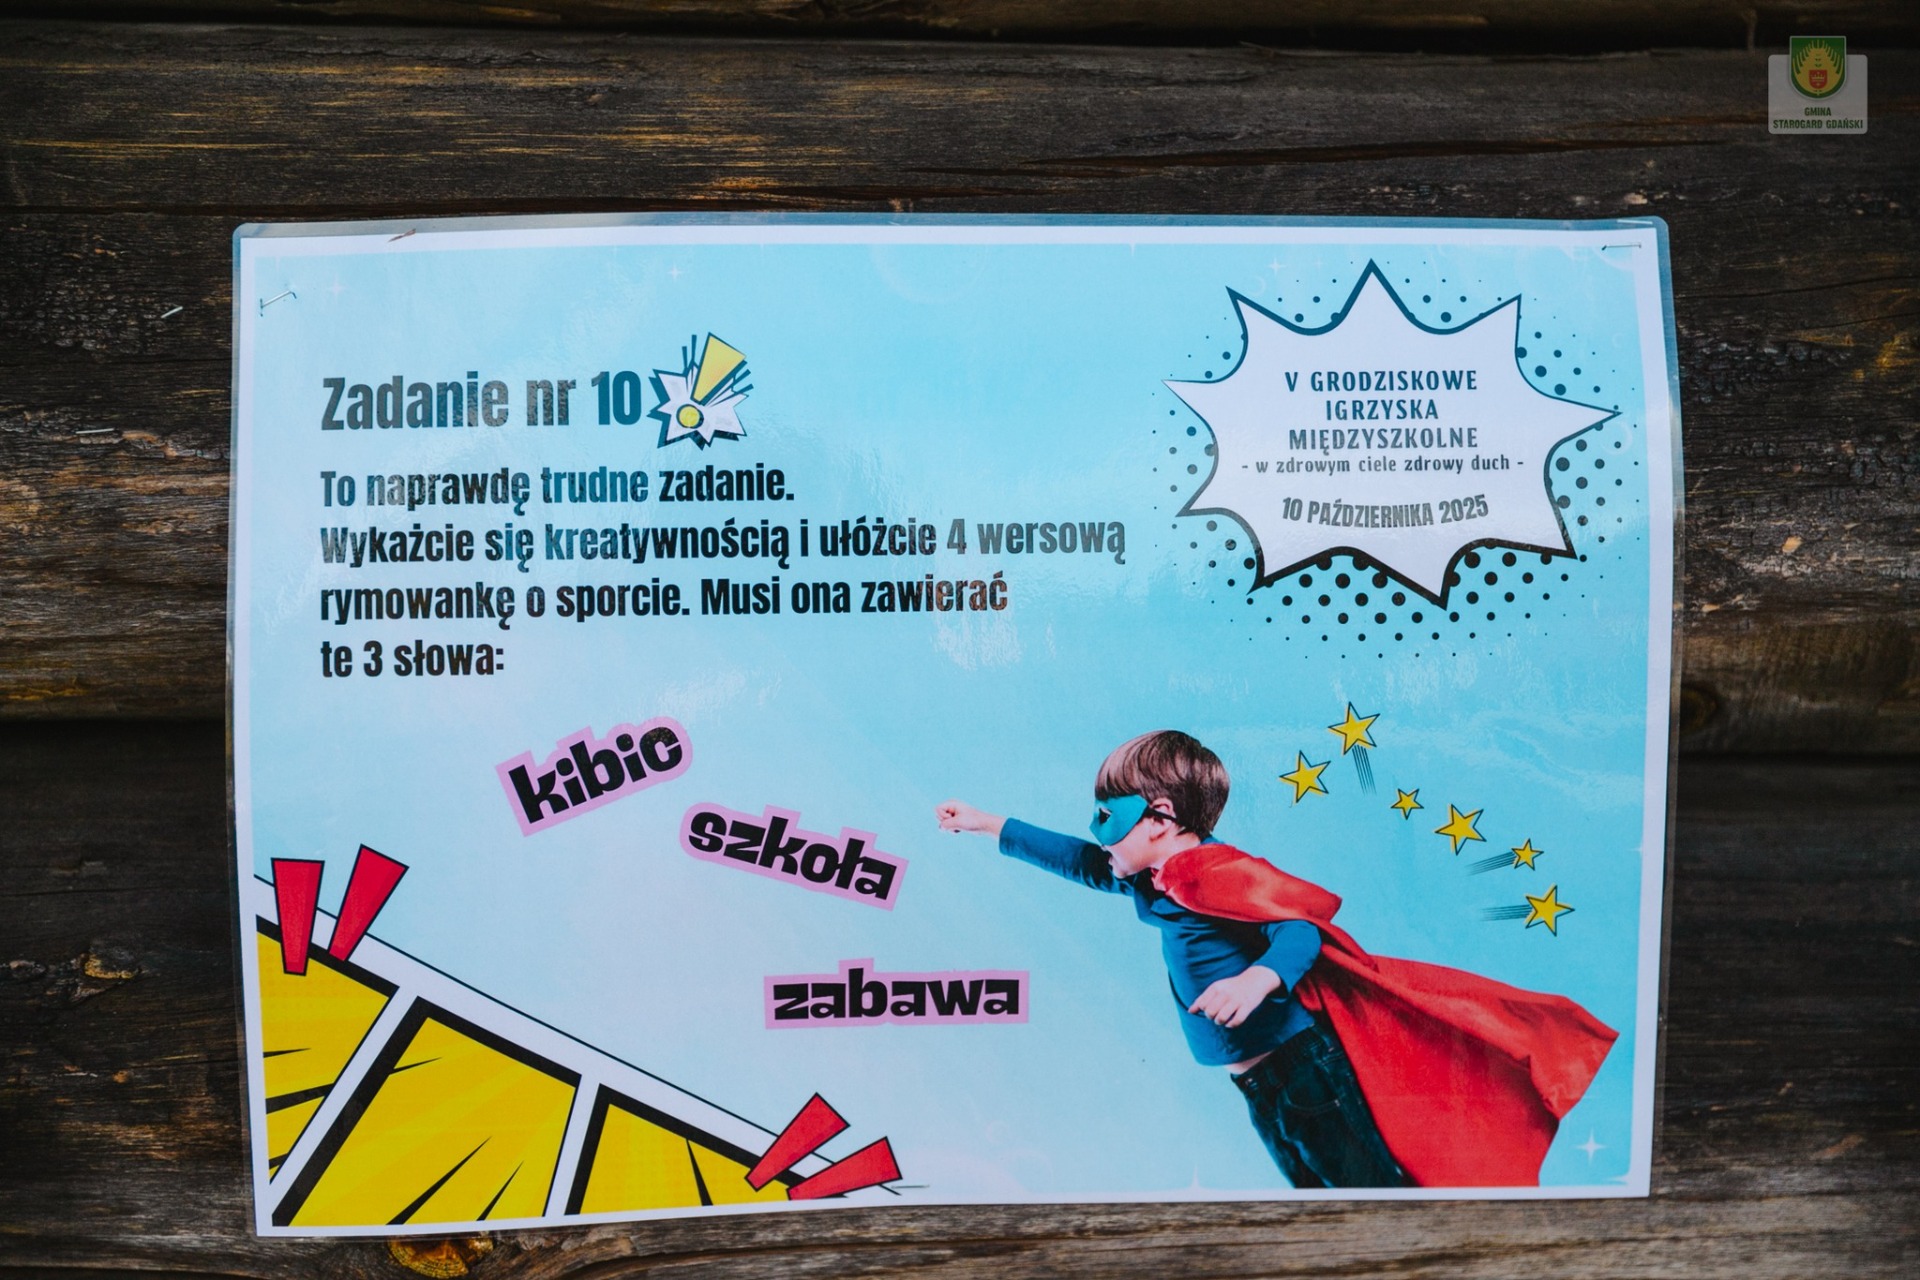 GMINA
STAROGARD GDAŃSKI
Zadanie nr 10
To naprawdę trudne zadanie.
Wykażcie się kreatywnością i ułóżcie 4 wersową
rymowankę o sporcie. Musi ona zawierać
te 3 słowa:
kibic
szkoła
zabawa
V GRODZISKOWE
IGRZYSKA
MIĘDZYSZKOLNE
- w zdrowym ciele zdrowy duch -
10 PAŹDZIERNIKA 2025